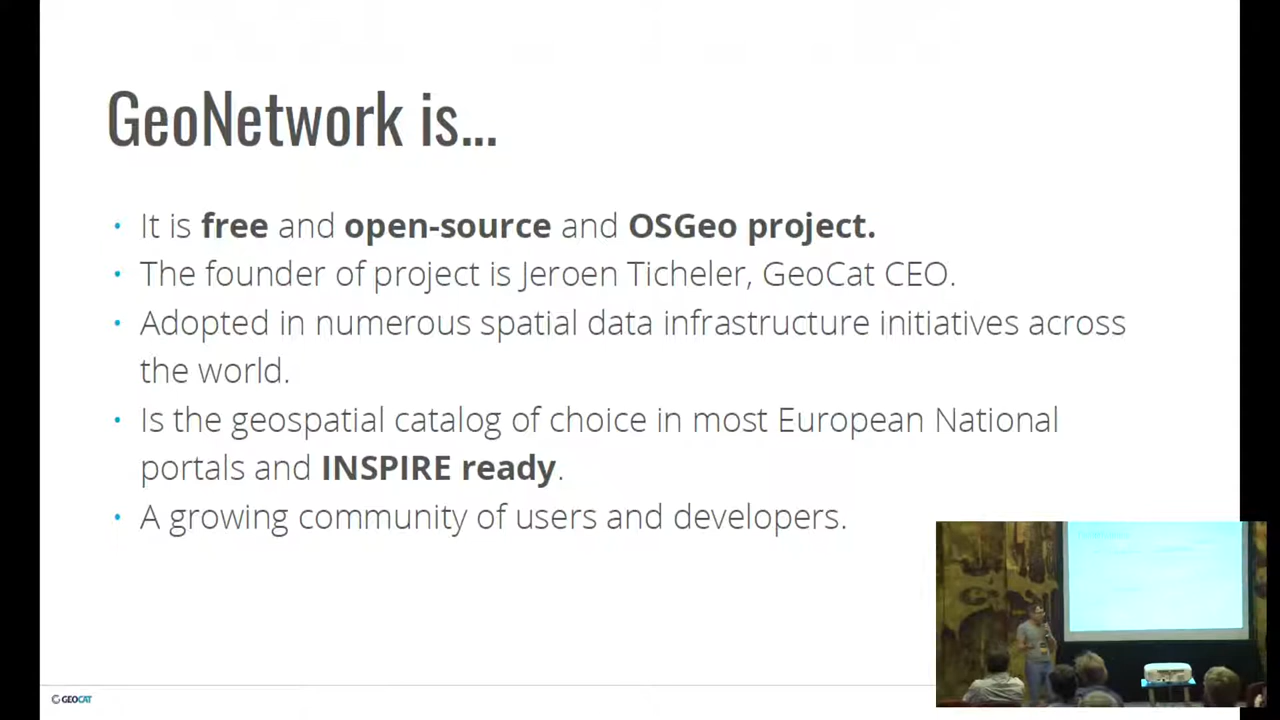 GeoNetwork is...
• It is free and open-source and OSGeo project.
• The founder of project is Jeroen Ticheler, GeoCat CEO.
• Adopted in numerous spatial data infrastructure initiatives across
the world.
• Is the geospatial catalog of choice in most European National
portals and INSPIRE ready.
• A growing community of users and developers.
GEOCAT